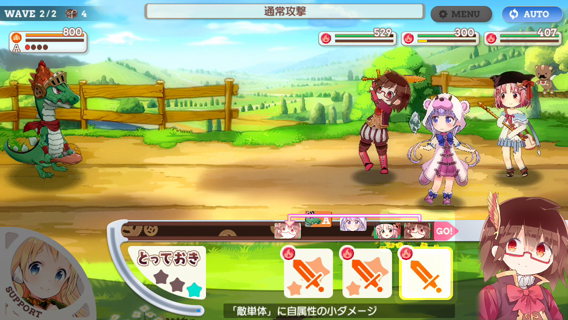 WAVE 2/2 4
通常攻撃
MENU
AUTO
800
A
529
300
407
GO!
とっておき
SUPPORT
「敵単体」に自属性の小ダメージ